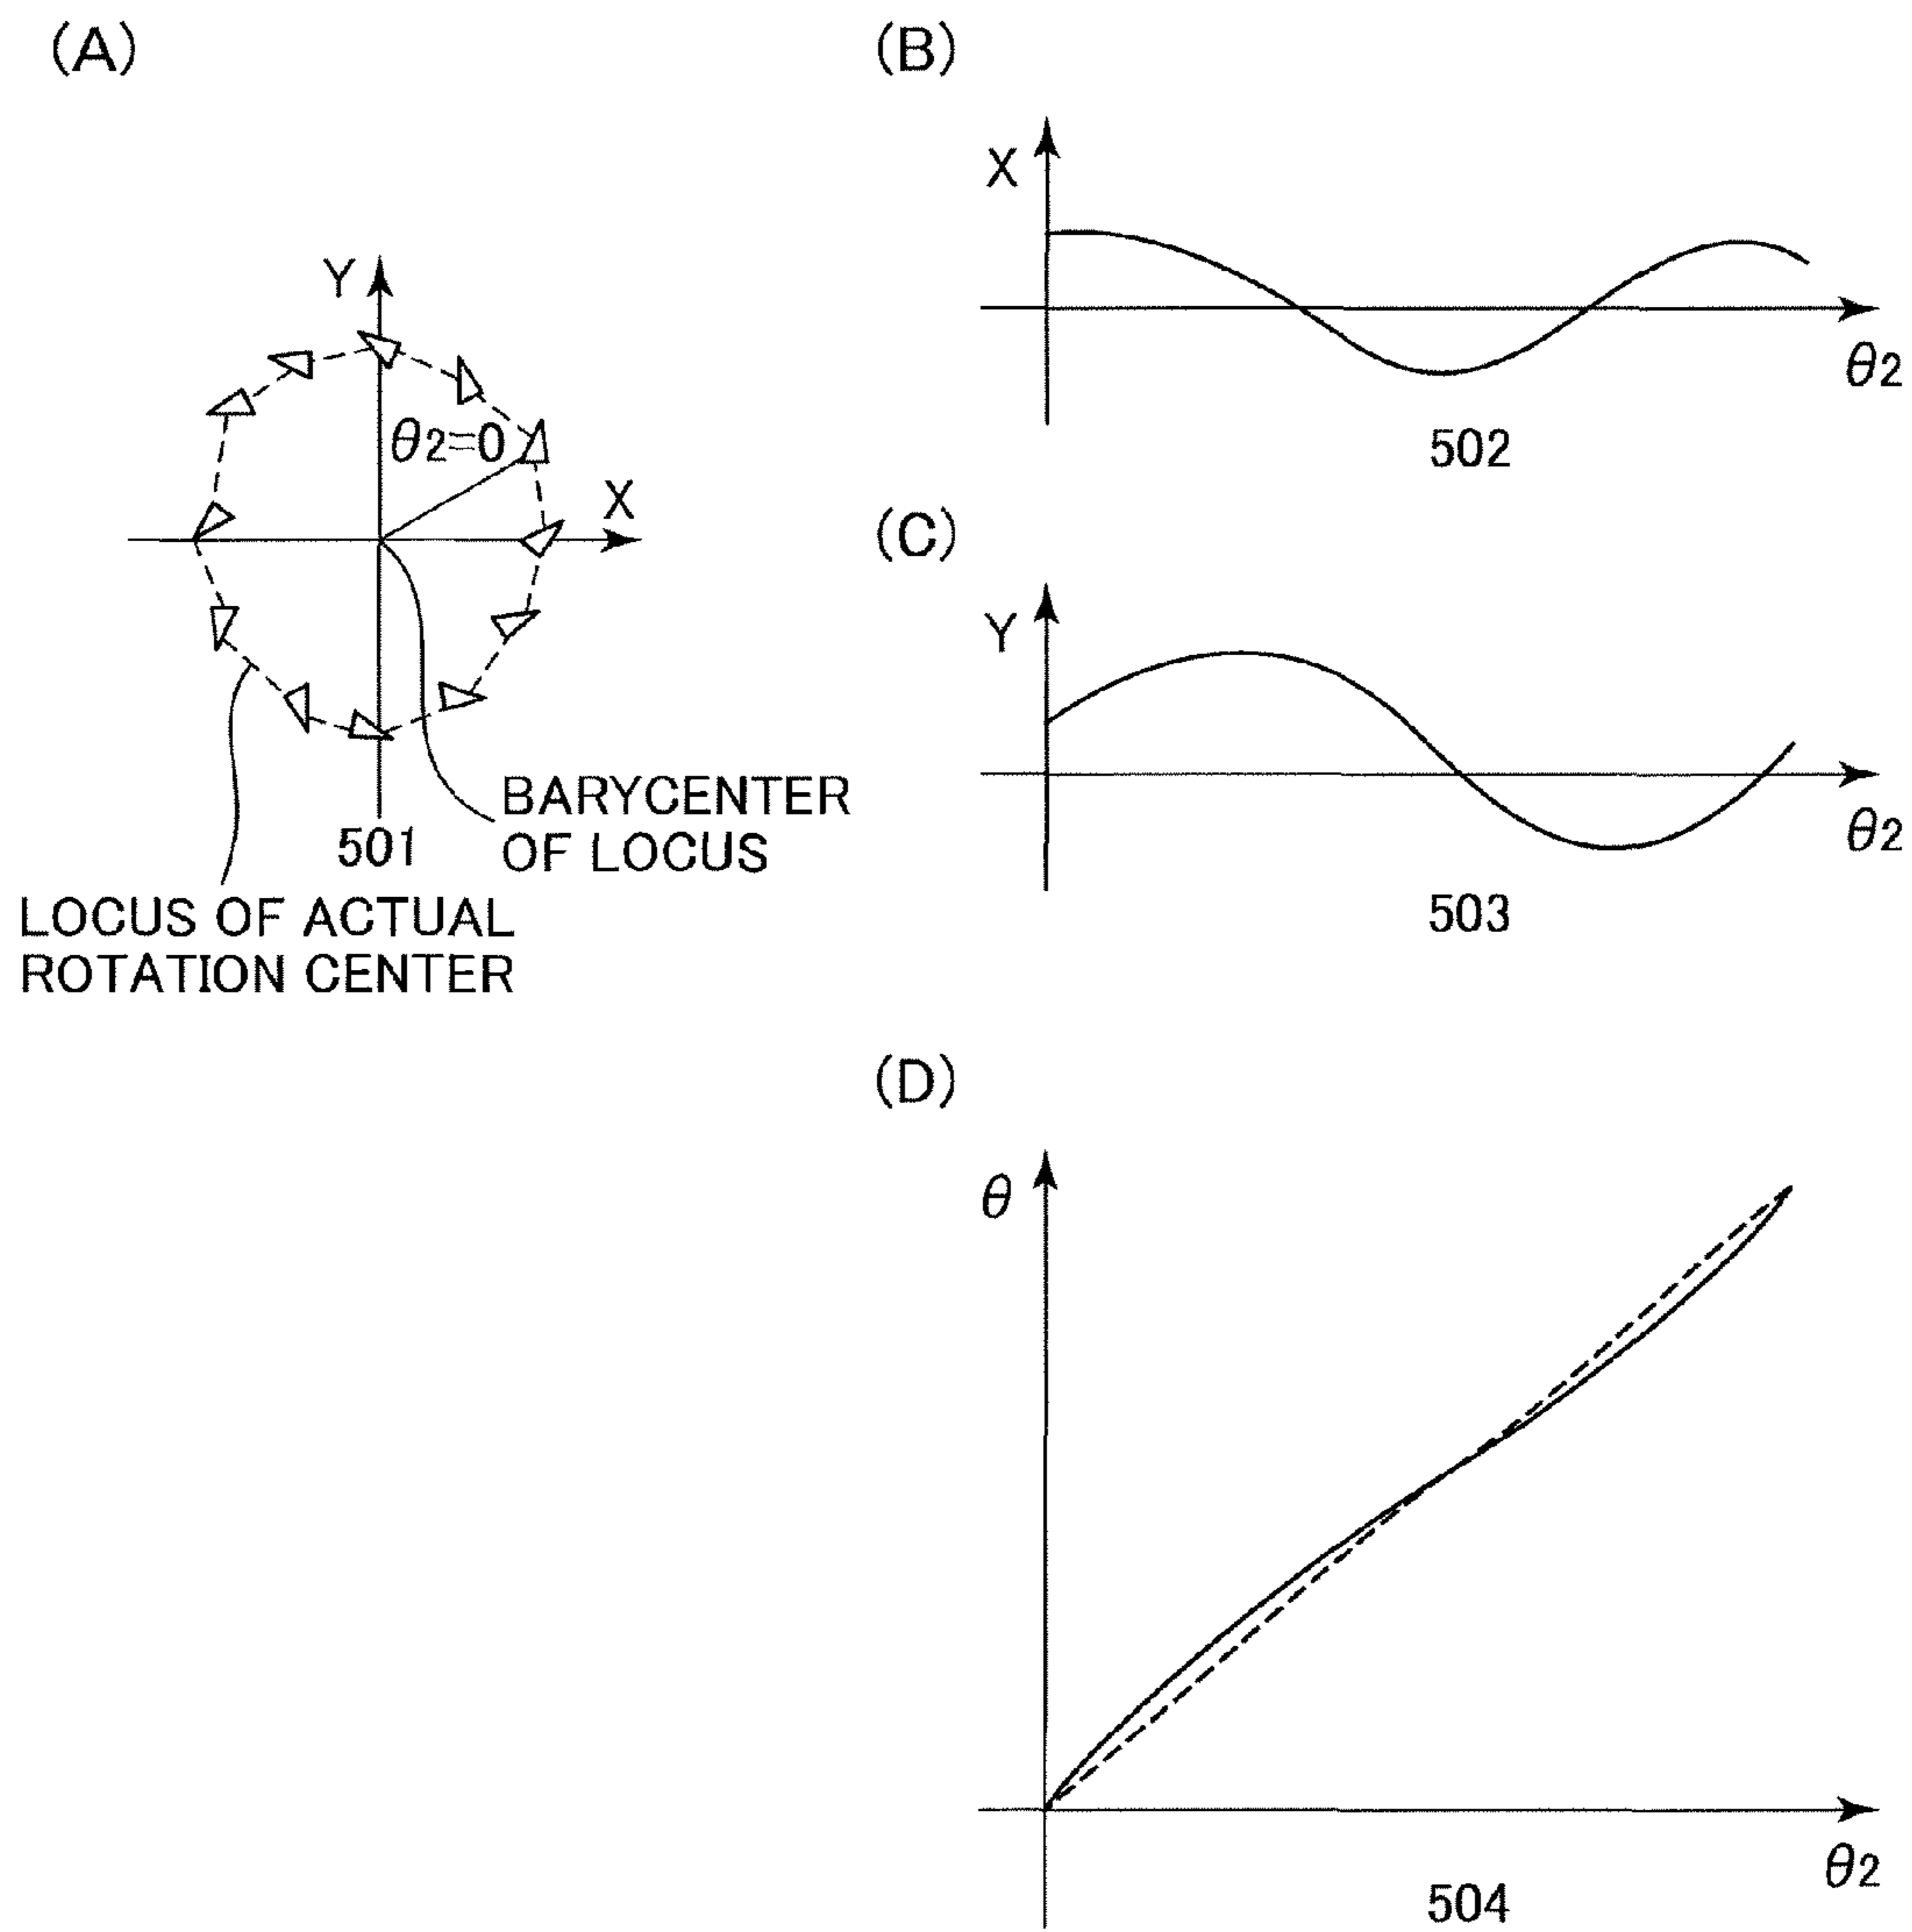 (A)
Y
θ2=0
X
BARYCENTER
OF LOCUS
501
LOCUS OF ACTUAL
ROTATION CENTER
(B)
X
θ2
502
(C)
Y
θ2
503
(D)
θ
θ2
504